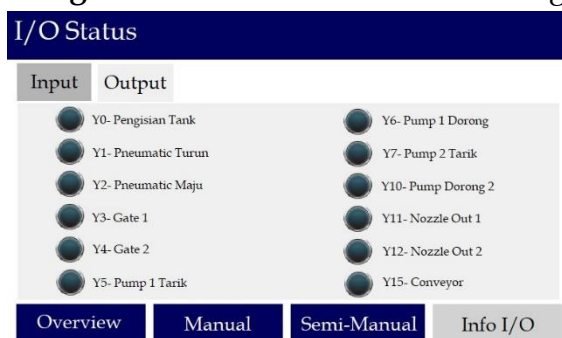 I/O Status
Input
Output
Y0- Pengisian Tank
Y1- Pneumatic Turun
Y2- Pneumatic Maju
Y3- Gate 1
Y4- Gate 2
Y5- Pump 1 Tarik
Y6- Pump 1 Dorong
Y7- Pump 2 Tarik
Y10- Pump Dorong 2
Y11- Nozzle Out 1
Y12- Nozzle Out 2
Y15- Conveyor
Overview
Manual
Semi-Manual
Info I/O